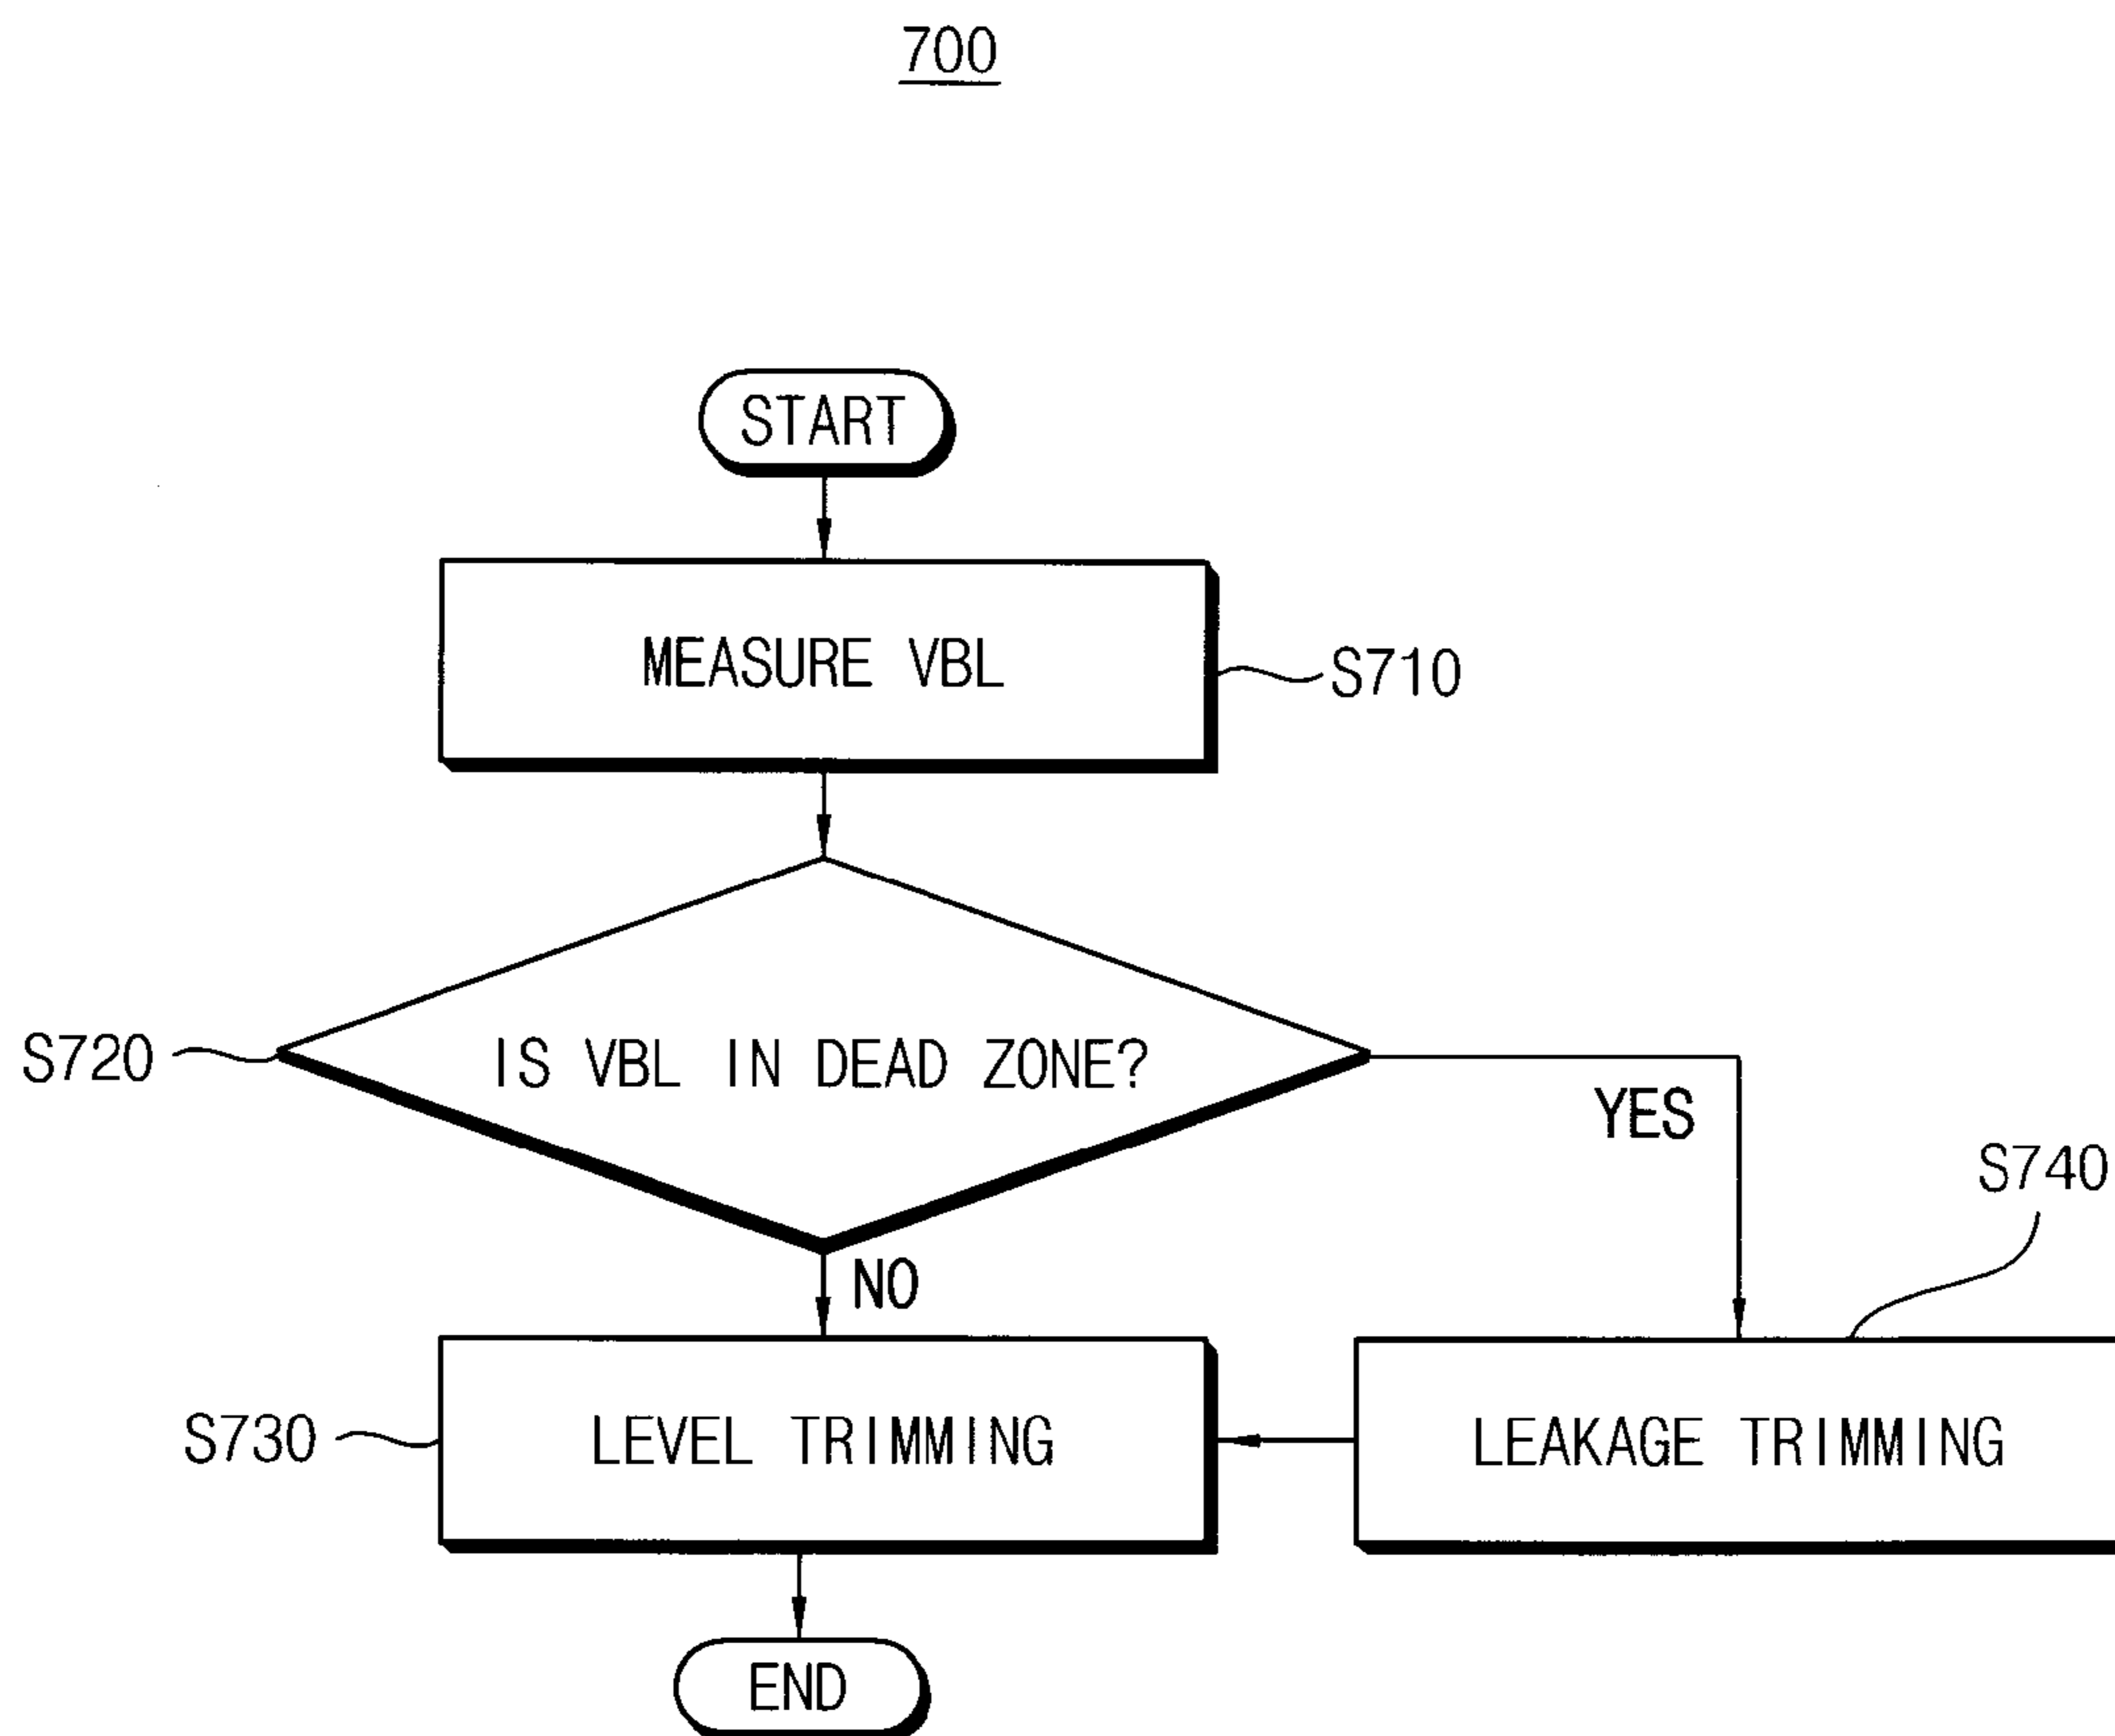 700
START
MEASURE VBL
S710
S720
IS VBL IN DEAD ZONE?
YES
S740
NO
S730
LEVEL TRIMMING
LEAKAGE TRIMMING
END